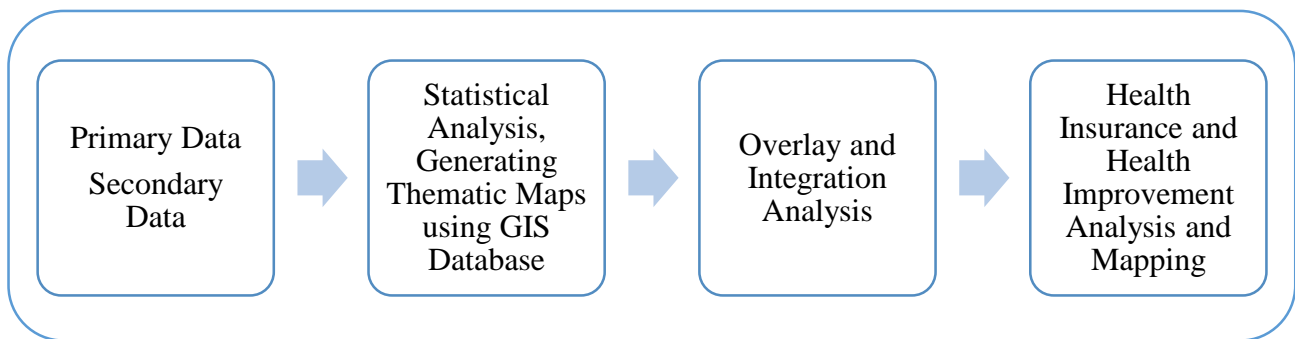 Primary Data
Secondary
Data
Statistical
Analysis,
Generating
Thematic Maps
using GIS
Database
Overlay and
Integration
Analysis
Health
Insurance and
Health
Improvement
Analysis and
Mapping